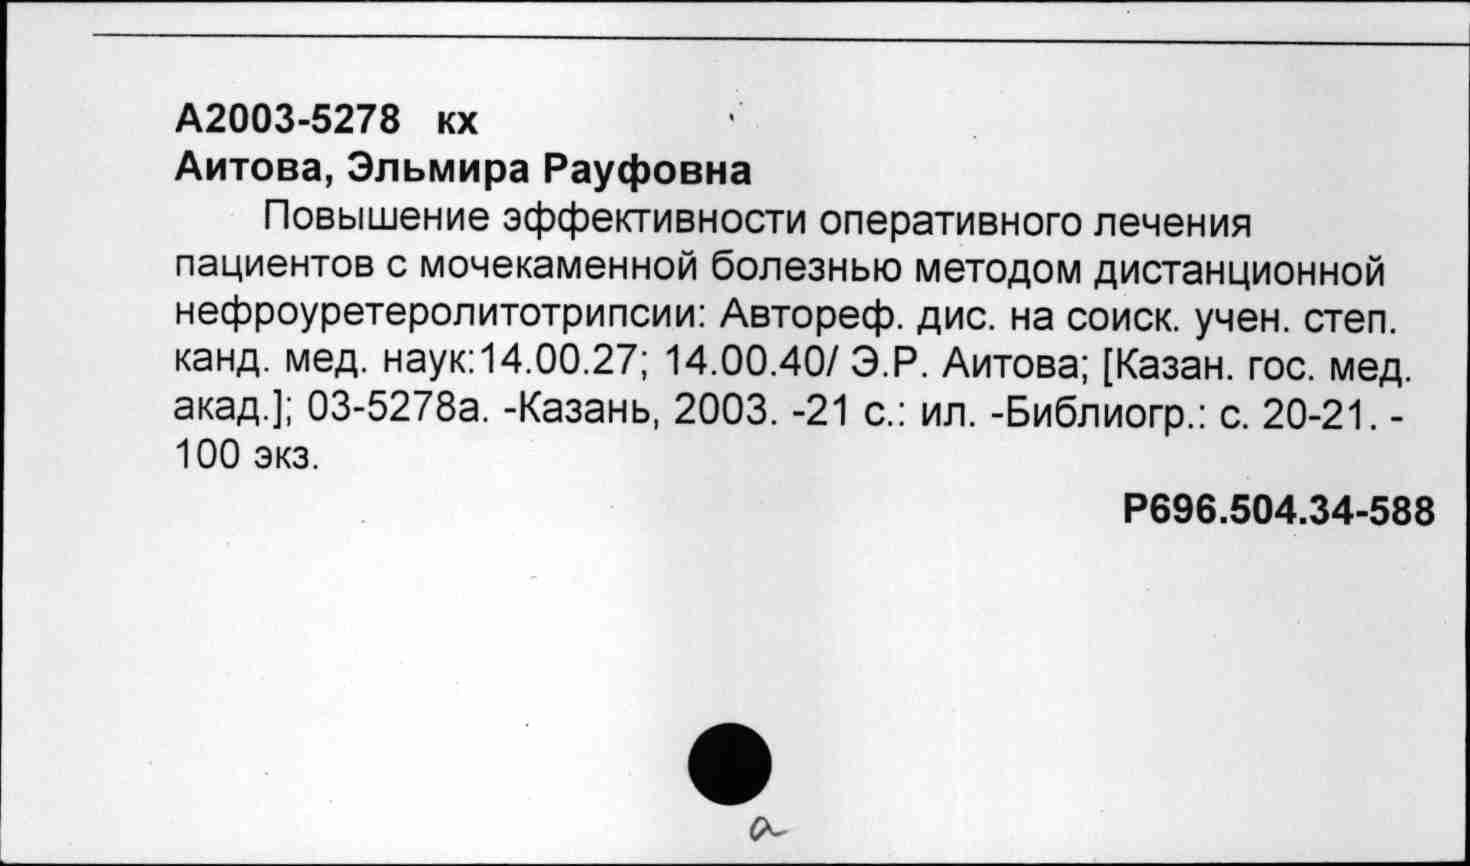 А2003-5278 кх
Аитова, Эльмира Рауфовна
Повышение эффективности оперативного лечения
пациентов с мочекаменной болезнью методом дистанционной
нефроуретеролитотрипсии: Автореф. дис. на соиск. учен. степ.
канд. мед. наук:14.00.27; 14.00.40/ Э.Р. Аитова; [Казан. гос. мед.
акад.]; 03-5278а. -Казань, 2003. -21 с.: ил. -Библиогр.: с. 20-21. -
100 экз.
Р696.504.34-588
а